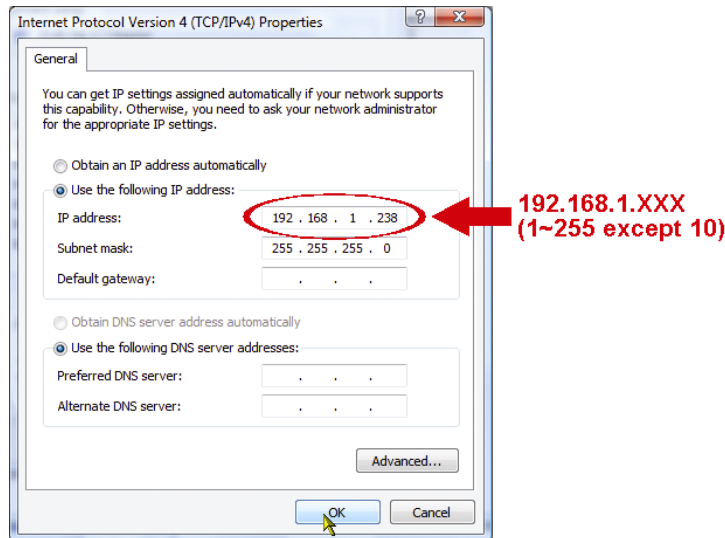 Internet Protocol Version 4 (TCP/IPv4) Properties
General
You can get IP settings assigned automatically if your network supports
this capability. Otherwise, you need to ask your network administrator
for the appropriate IP settings.
Obtain an IP address automatically
Use the following IP address:
IP address: 192 . 168 . 1 . 238
192.168.1.XXX
(1~255 except 10)
Subnet mask: 255 . 255 . 255 . 0
Default gateway: . . .
Obtain DNS server address automatically
Use the following DNS server addresses:
Preferred DNS server: . . .
Alternate DNS server: . . .
Advanced...
OK Cancel